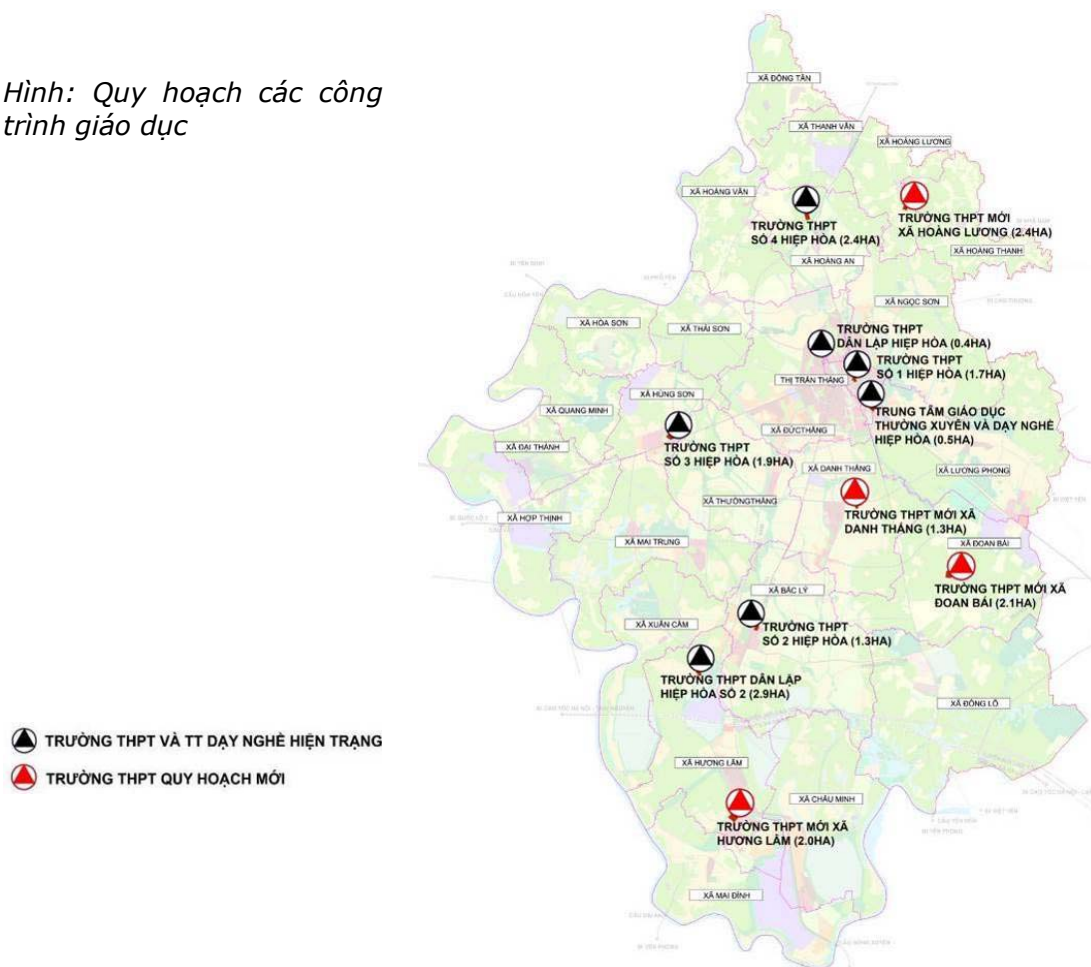 Hình: Quy hoạch các công
trình giáo dục
XÃ ĐÔNG TÂN
XÃ THANH VÂN
XÃ HOÀNG LƯƠNG
XÃ HOÀNG VÂN
TRƯỜNG THPT
SỐ 4 HIỆP HÒA (2.4HA)
TRƯỜNG THPT MỚI
XÃ HOÀNG LƯƠNG (2.4HA)
XÃ HOÀNG THANH
XÃ HOÀNG AN
XÃ NGỌC SƠN
XÃ HÒA SƠN
XÃ THÁI SƠN
TRƯỜNG THPT
DÂN LẬP HIỆP HÒA (0.4HA)
TRƯỜNG THPT
SỐ 1 HIỆP HÒA (1.7HA)
THỊ TRẤN THẮNG
XÃ HÙNG SƠN
XÃ QUANG MINH
TRUNG TÂM GIÁO DỤC
THƯỜNG XUYÊN VÀ DẠY NGHỀ
HIỆP HÒA (0.5HA)
XÃ ĐỨCTHẮNG
XÃ ĐẠI THÀNH
TRƯỜNG THPT
SỐ 3 HIỆP HÒA (1.9HA)
XÃ DANH THẮNG
XÃ LƯƠNG PHONG
XÃ THƯỜNGTHẮNG
XÃ HỢP THỊNH
TRƯỜNG THPT MỚI XÃ
DANH THẮNG (1.3HA)
XÃ MAI TRUNG
XÃ ĐOAN BÁI
TRƯỜNG THPT MỚI XÃ
ĐOAN BÁI (2.1HA)
XÃ BẮC LÝ
XÃ XUÂN CẨM
TRƯỜNG THPT
SỐ 2 HIỆP HÒA (1.3HA)
TRƯỜNG THPT DÂN LẬP
HIỆP HÒA SỐ 2 (2.9HA)
XÃ ĐÔNG LỖ
TRƯỜNG THPT VÀ TT DẠY NGHỀ HIỆN TRẠNG
TRƯỜNG THPT QUY HOẠCH MỚI
XÃ HƯƠNG LÂM
XÃ CHÂU MINH
TRƯỜNG THPT MỚI XÃ
HƯƠNG LÂM (2.0HA)
XÃ MAI ĐÌNH